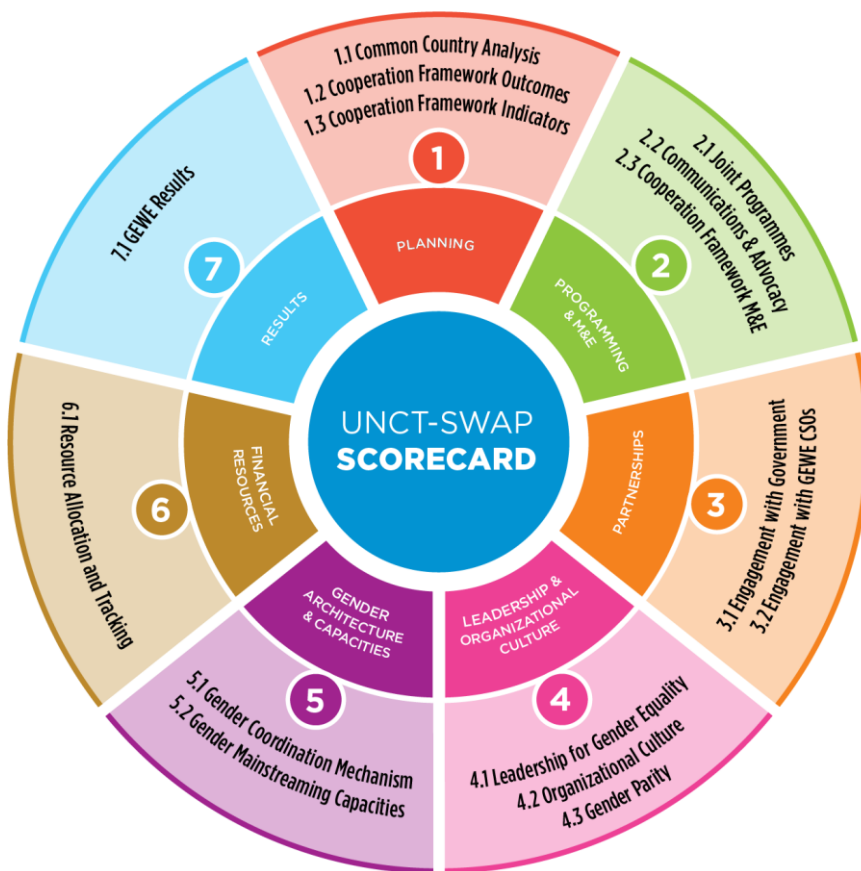 UNCT-SWAP
SCORECARD
1
PLANNING
1.1 Common Country Analysis
1.2 Cooperation Framework Outcomes
1.3 Cooperation Framework Indicators
2
PROGRAMMING
& M&E
2.1 Joint Programmes
2.2 Communications & Advocacy
2.3 Cooperation Framework M&E
3
PARTNERSHIPS
3.1 Engagement with Government
3.2 Engagement with GEWE CSOs
4
LEADERSHIP &
ORGANIZATIONAL
CULTURE
4.1 Leadership for Gender Equality
4.2 Organizational Culture
4.3 Gender Parity
5
GENDER
ARCHITECTURE
& CAPACITIES
5.1 Gender Coordination Mechanism
5.2 Gender Mainstreaming Capacities
6
FINANCIAL
RESOURCES
6.1 Resource Allocation and Tracking
7
RESULTS
7.1 GEWE Results